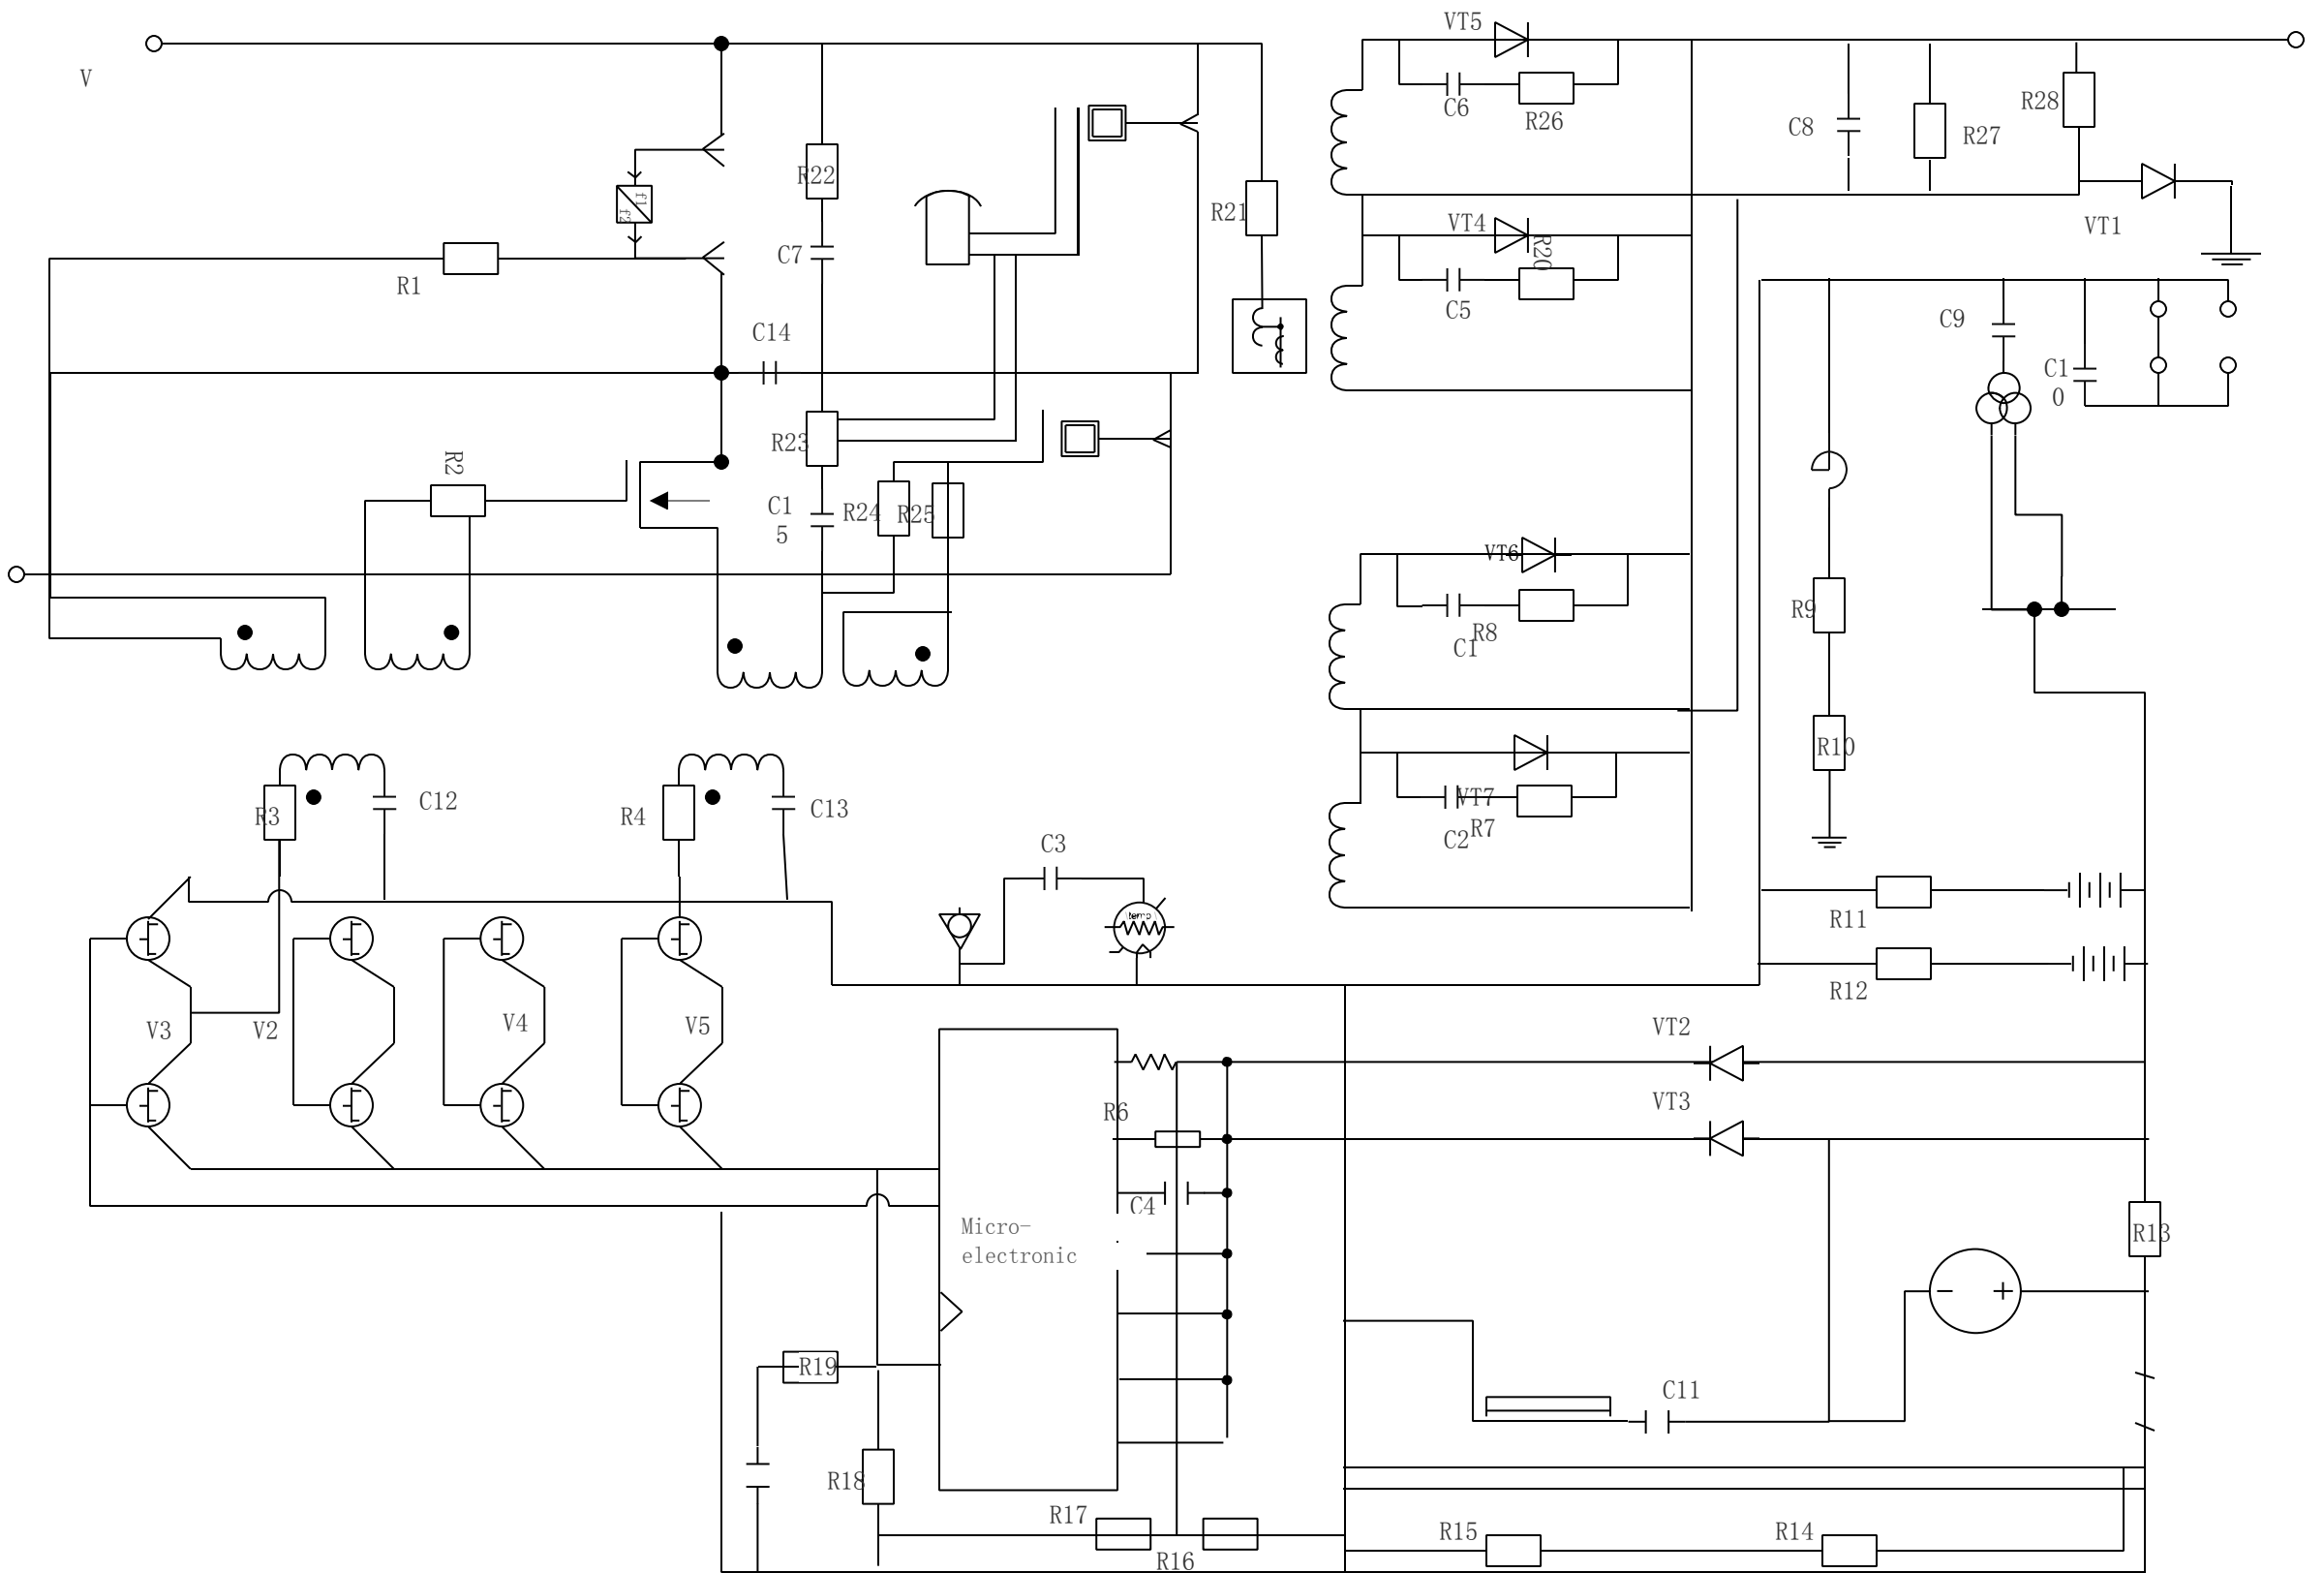 VT5
V
C6
R26
R28
C8
R27
R22
R21
VT4
VT1
f1
f2
C7
R20
R1
C5
C9
C14
C1
0
R23
R2
C1
5
R24
R25
VT6
R9
R8
C1
R10
VT7
R7
C2
R3
C12
R4
C13
C3
temp
R11
R12
V3
V2
V4
V5
VT2
VT3
R6
C4
Micro-
electronic
R13
R19
C11
R18
R17
R16
R15
R14